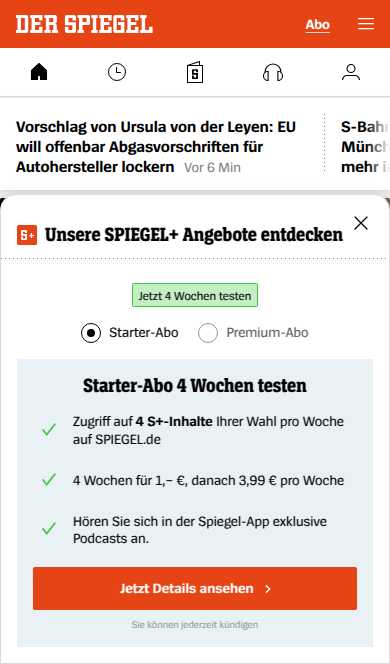 DER SPIEGEL
Abo
Vorschlag von Ursula von der Leyen: EU
will offenbar Abgasvorschriften für
Autohersteller lockern Vor 6 Min
S-Bah
Münch
mehr i
S+ Unsere SPIEGEL+ Angebote entdecken
Jetzt 4 Wochen testen
Starter-Abo
Premium-Abo
Starter-Abo 4 Wochen testen
Zugriff auf 4 S+-Inhalte Ihrer Wahl pro Woche
auf SPIEGEL.de
4 Wochen für 1,– €, danach 3,99 € pro Woche
Hören Sie sich in der Spiegel-App exklusive
Podcasts an.
Jetzt Details ansehen
Sie können jederzeit kündigen